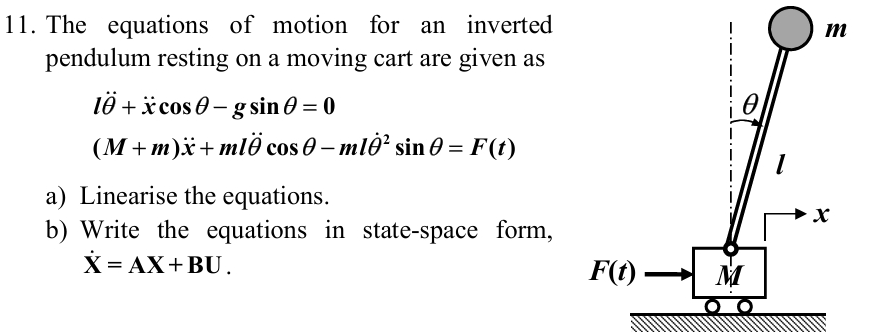 11. The equations of motion for an inverted
pendulum resting on a moving cart are given as
lθ̈ + ẍ cos θ – g sin θ = 0
(M + m)ẍ + mlθ̈ cos θ – mlθ̇² sin θ = F(t)
a) Linearise the equations.
b) Write the equations in state-space form,
Ẋ = AX + BU.
m
θ
l
x
F(t)
M